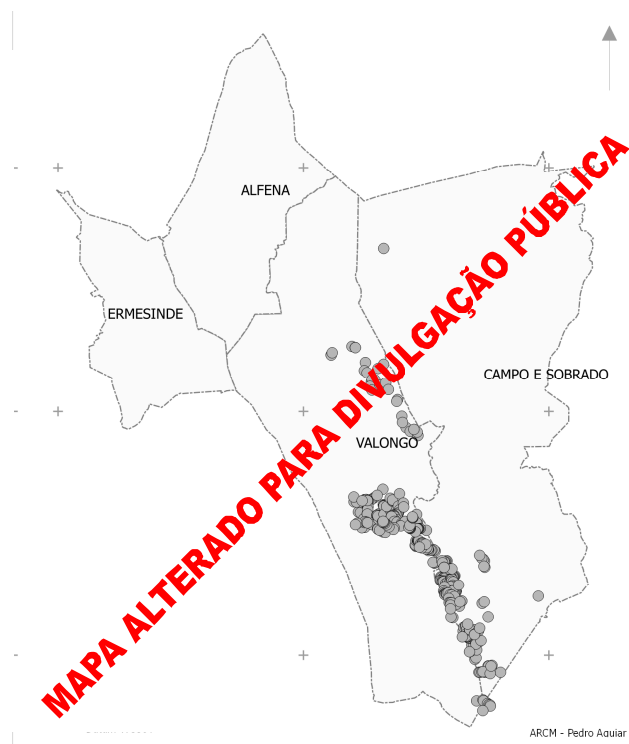 MAPA ALTERADO PARA DIVULGAÇÃO PÚBLICA
ALFENA
ERMESINDE
CAMPO E SOBRADO
VALONGO
ARCM - Pedro Aguiar